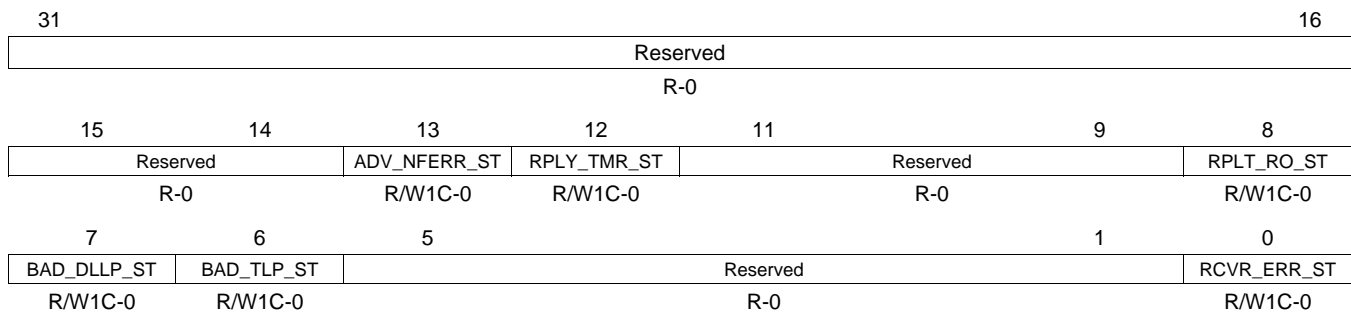 31 16
Reserved
R-0
15 14 13 12 11 9 8
Reserved ADV_NFERR_ST RPLY_TMR_ST Reserved RPLT_RO_ST
R-0 R/W1C-0 R/W1C-0 R-0 R/W1C-0
7 6 5 1 0
BAD_DLLP_ST BAD_TLP_ST Reserved RCVR_ERR_ST
R/W1C-0 R/W1C-0 R-0 R/W1C-0